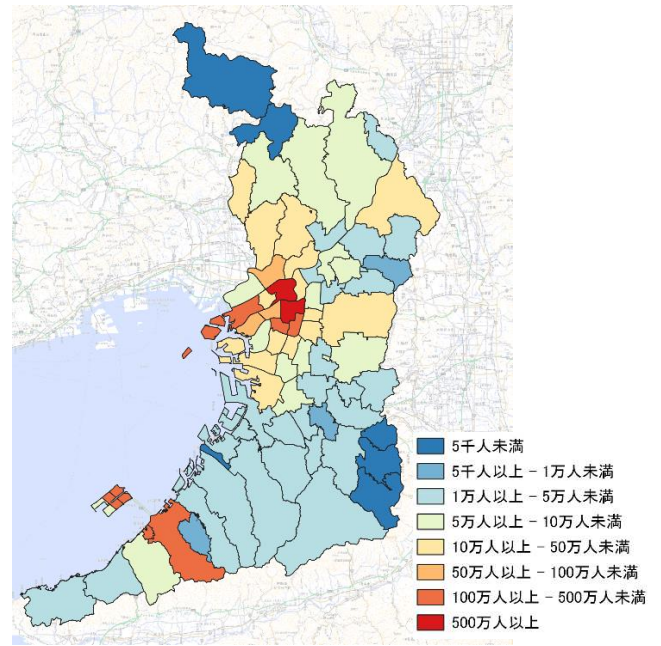 5千人未満
5千人以上 - 1万人未満
1万人以上 - 5万人未満
5万人以上 - 10万人未満
10万人以上 - 50万人未満
50万人以上 - 100万人未満
100万人以上 - 500万人未満
500万人以上